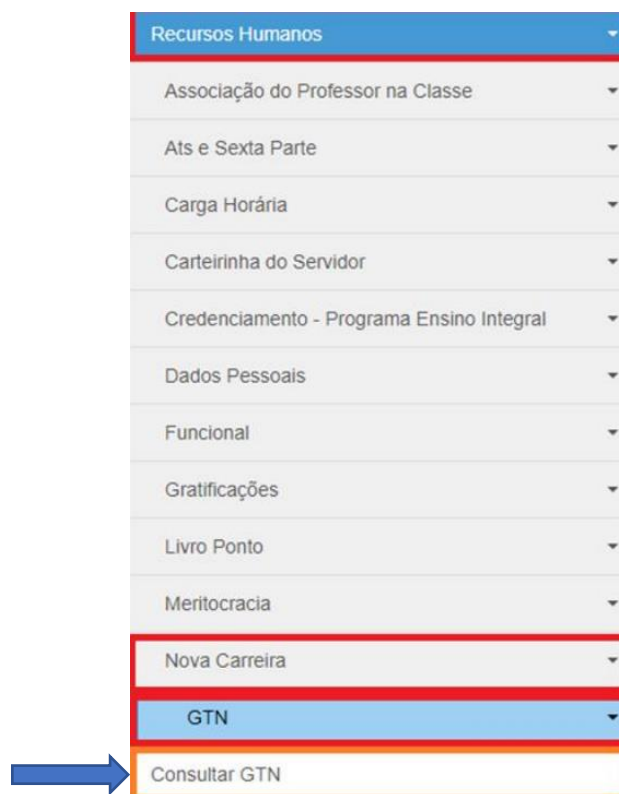 Recursos Humanos
Associação do Professor na Classe
Ats e Sexta Parte
Carga Horária
Carteirinha do Servidor
Credenciamento - Programa Ensino Integral
Dados Pessoais
Funcional
Gratificações
Livro Ponto
Meritocracia
Nova Carreira
GTN
Consultar GTN